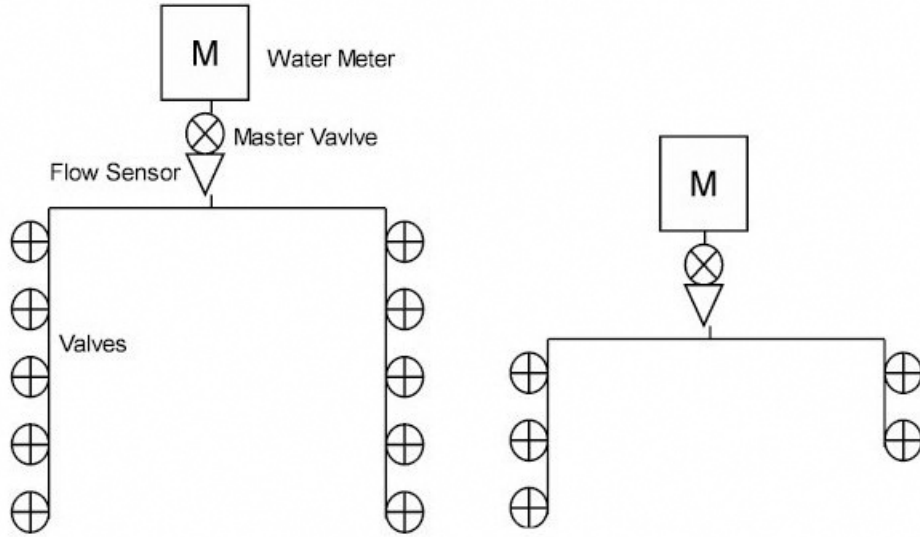 M
Water Meter
Master Vavlve
Flow Sensor
Valves
M